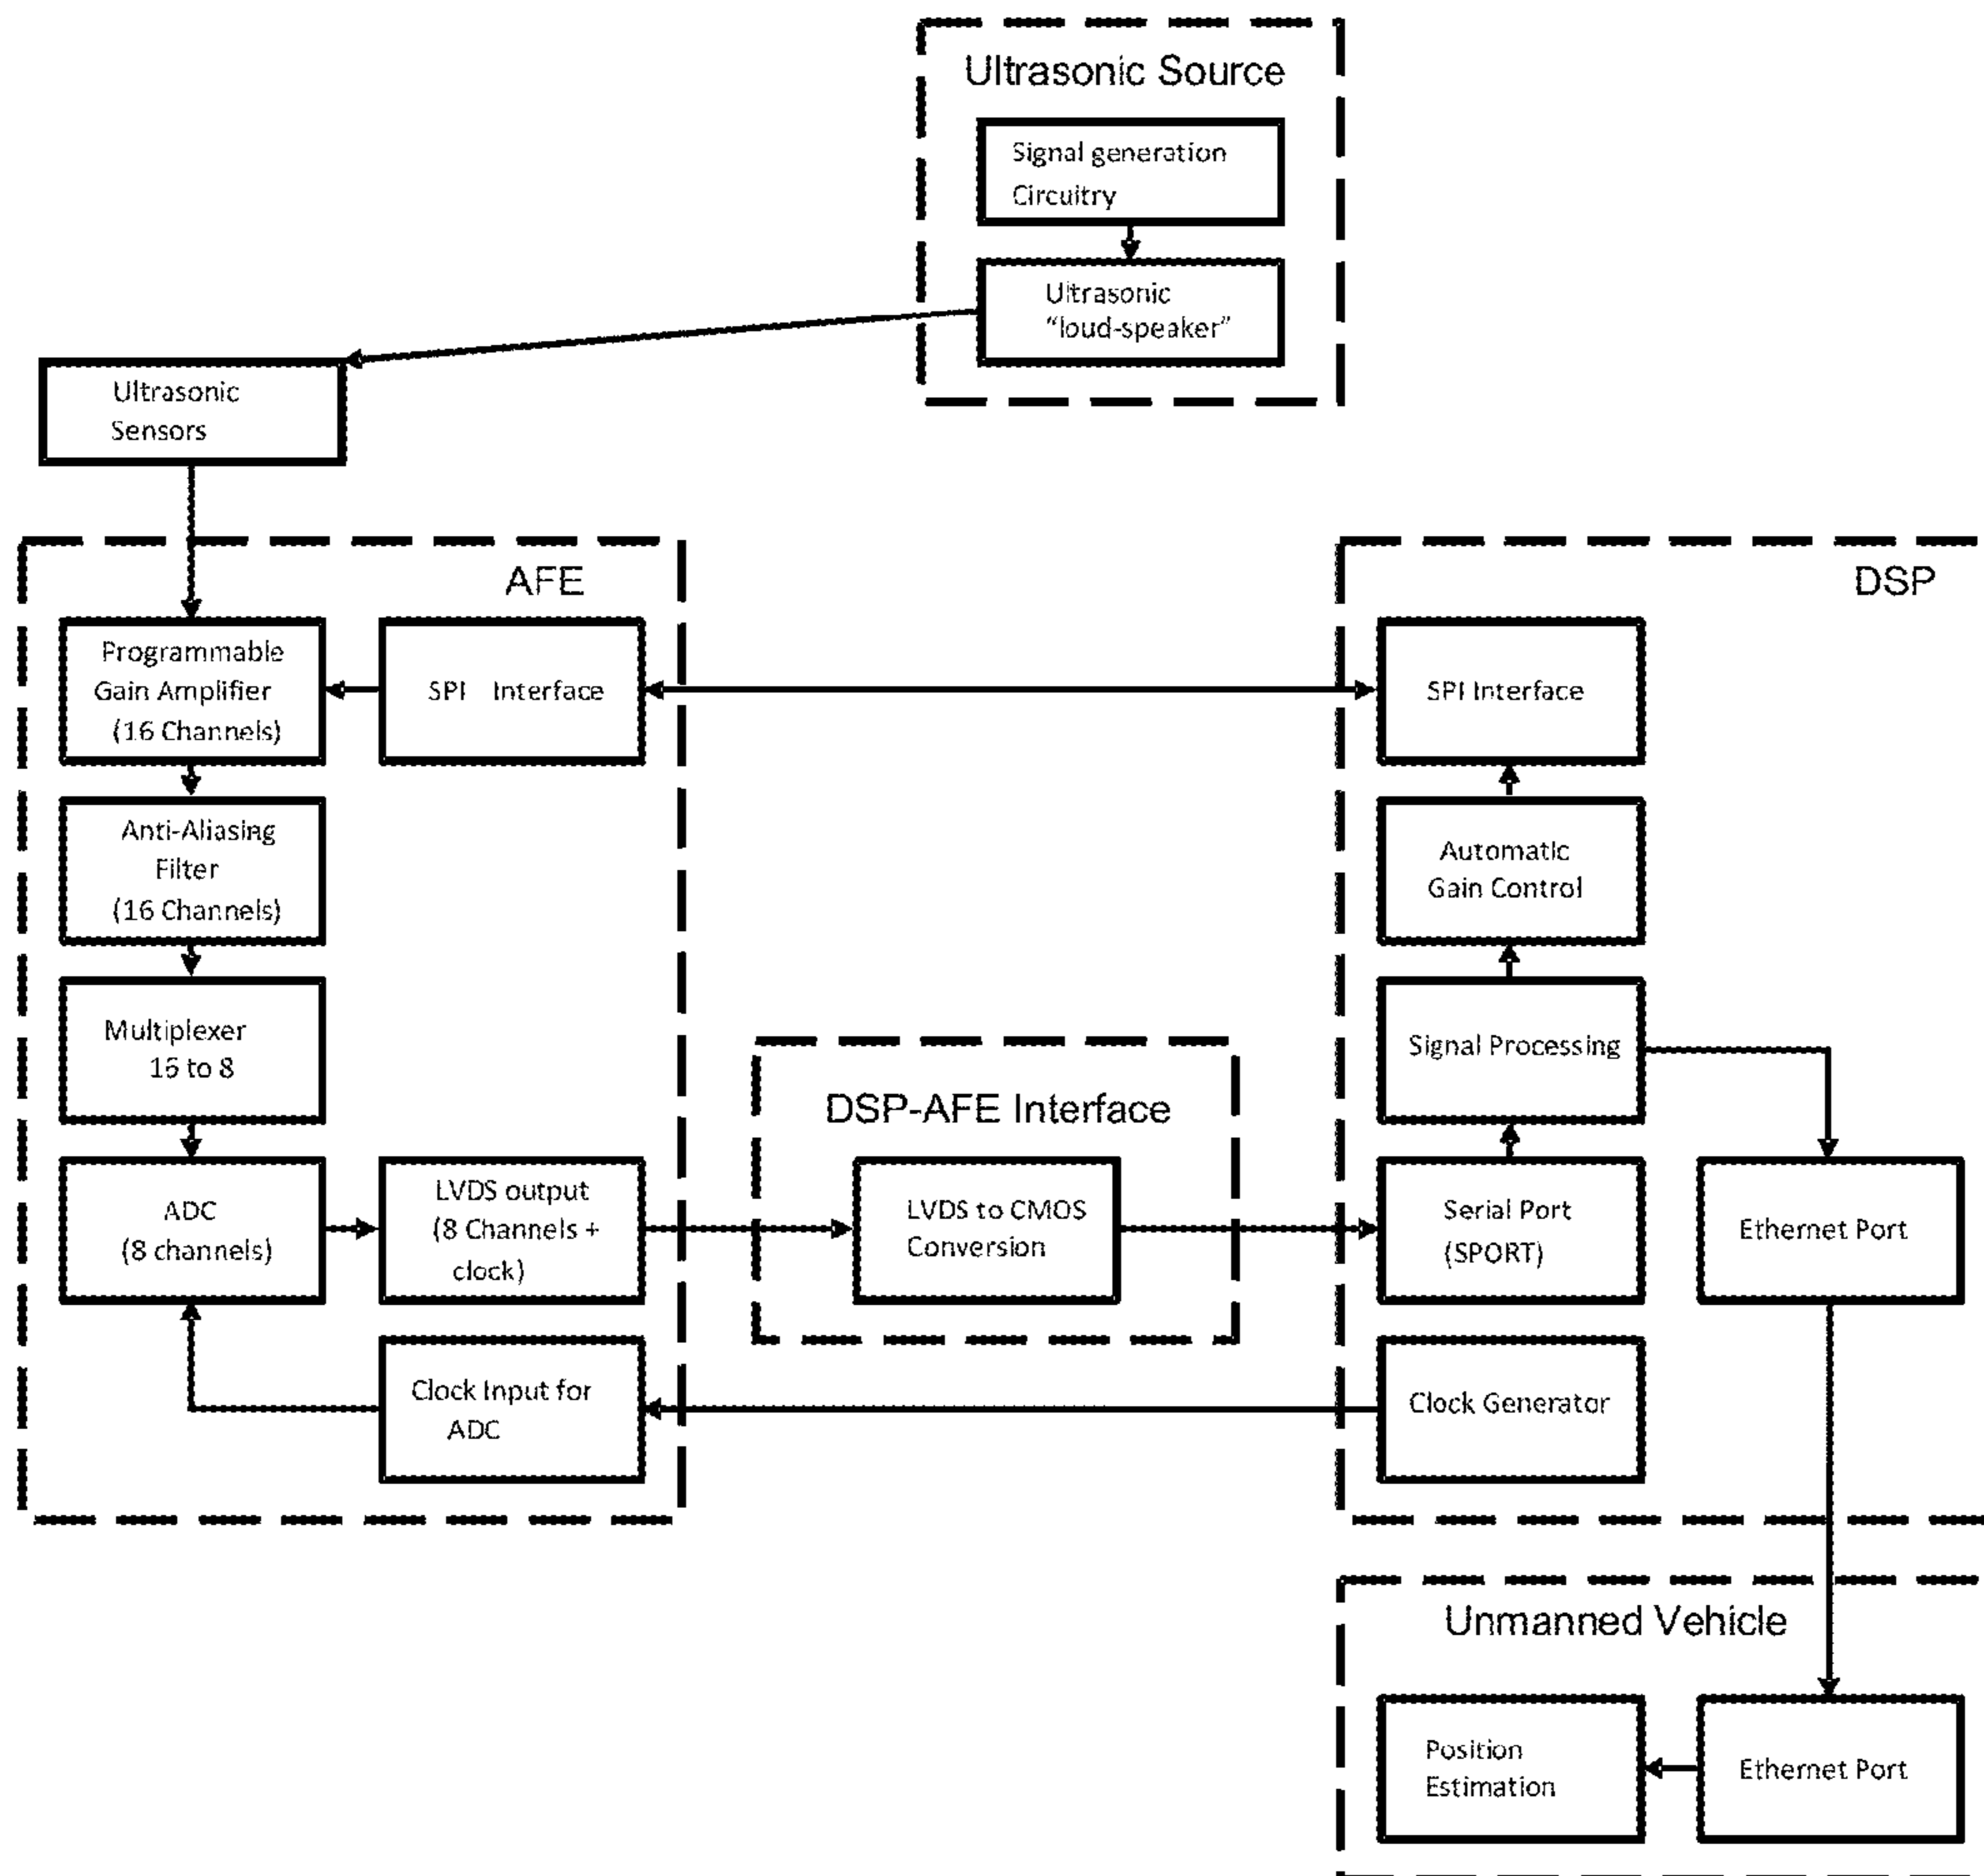 Ultrasonic Source
Signal generation
Circuitry
Ultrasonic
“loud-speaker”
Ultrasonic
Sensors
AFE
Programmable
Gain Amplifier
(16 Channels)
SPI Interface
Anti-Aliasing
Filter
(16 Channels)
Multiplexer
16 to 8
ADC
(8 channels)
LVDS output
(8 Channels +
clock)
Clock Input for
ADC
DSP-AFE Interface
LVDS to CMOS
Conversion
DSP
SPI Interface
Automatic
Gain Control
Signal Processing
Serial Port
(SPORT)
Ethernet Port
Clock Generator
Unmanned Vehicle
Position
Estimation
Ethernet Port